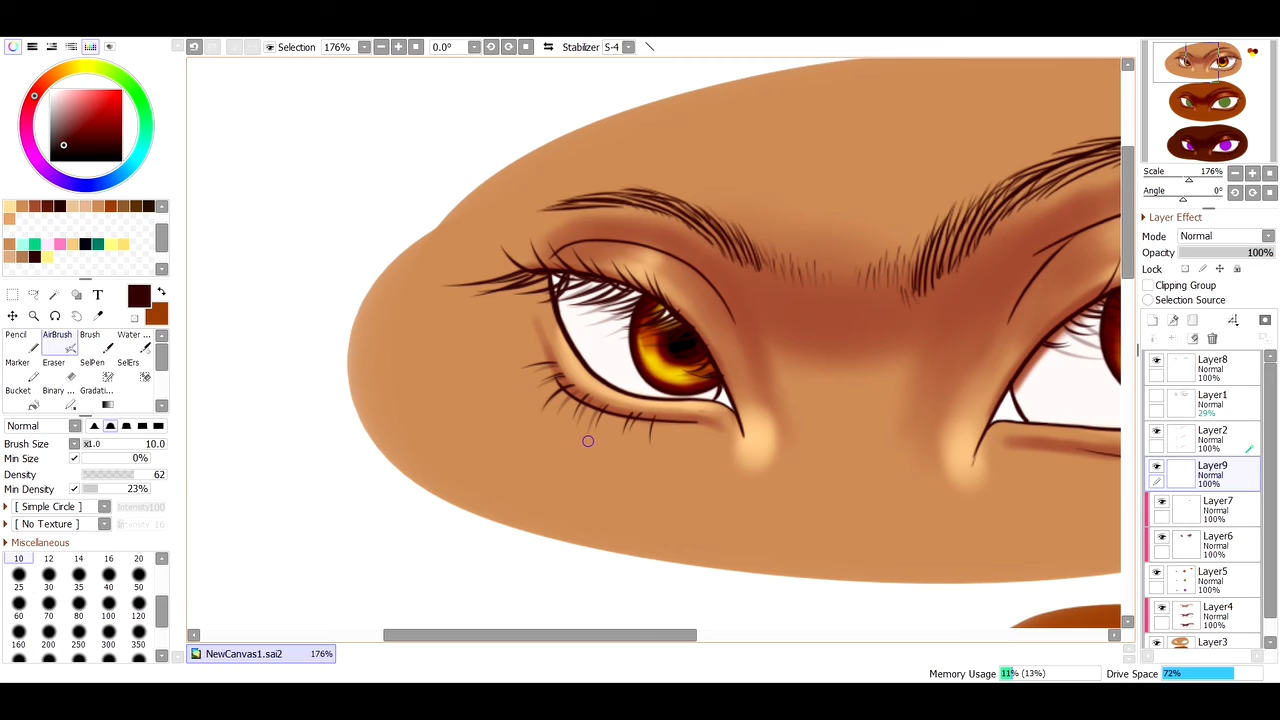 Selection 176% 0.0° Stabilizer S-4
Scale 176%
Angle 0°
Layer Effect
Mode Normal
Opacity 100%
Lock
Clipping Group
Selection Source
T
Pencil AirBrush Brush Water ...
Marker Eraser SelPen SelErs
Bucket Binary ... Gradati...
Normal
Brush Size x1.0 10.0
Min Size 0%
Density 62
Min Density 23%
[ Simple Circle ] Intensity 100
[ No Texture ] Intensity 16
Miscellaneous
10 12 14 16 20
25 30 35 40 50
60 70 80 100 120
160 200 250 300 350
Layer8
Normal
100%
Layer1
Normal
29%
Layer2
Normal
100%
Layer9
Normal
100%
Layer7
Normal
100%
Layer6
Normal
100%
Layer5
Normal
100%
Layer4
Normal
100%
Layer3
NewCanvas1.sai2 176%
Memory Usage 11% (13%) Drive Space 72%